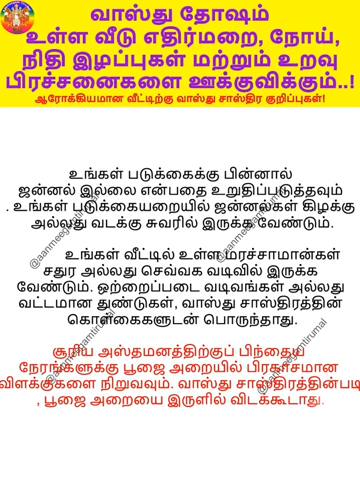 வாஸ்து தோஷம்
உள்ள வீடு எதிர்மறை, நோய்,
நிதி இழப்புகள் மற்றும் உறவு
பிரச்சனைகளை ஊக்குவிக்கும்..!
ஆரோக்கியமான வீட்டிற்கு வாஸ்து சாஸ்திர குறிப்புகள்!
உங்கள் படுக்கைக்கு பின்னால்
ஜன்னல் இல்லை என்பதை உறுதிப்படுத்தவும்
. உங்கள் படுக்கையறையில் ஜன்னல்கள் கிழக்கு
அல்லது வடக்கு சுவரில் இருக்க வேண்டும்.
உங்கள் வீட்டில் உள்ள மரச்சாமான்கள்
சதுர அல்லது செவ்வக வடிவில் இருக்க
வேண்டும். ஒற்றைப்படை வடிவங்கள் அல்லது
வட்டமான துண்டுகள், வாஸ்து சாஸ்திரத்தின்
கொள்கைகளுடன் பொருந்தாது.
சூரிய அஸ்தமனத்திற்குப் பிந்தைய
நேரங்களுக்கு பூஜை அறையில் பிரகாசமான
விளக்குகளை நிறுவவும். வாஸ்து சாஸ்திரத்தின்படி
, பூஜை அறையை இருளில் விடக்கூடாது.
@aanmeegamtirumal
@aanmeegamtirumal
@aanmeegamtirumal
@aanmeegamtirumal